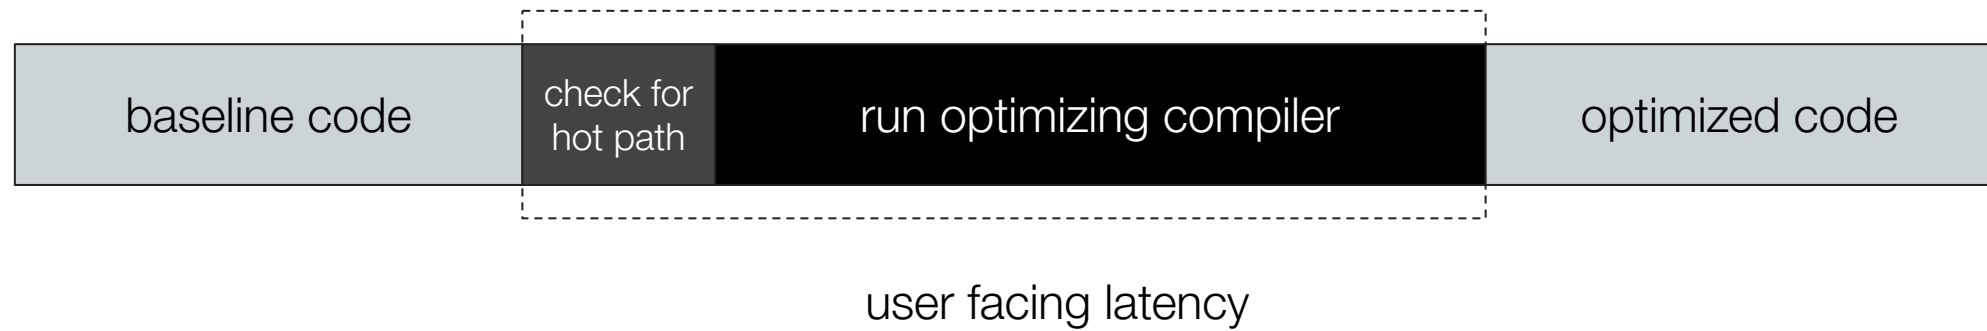 baseline code
check for
hot path
run optimizing compiler
optimized code
user facing latency